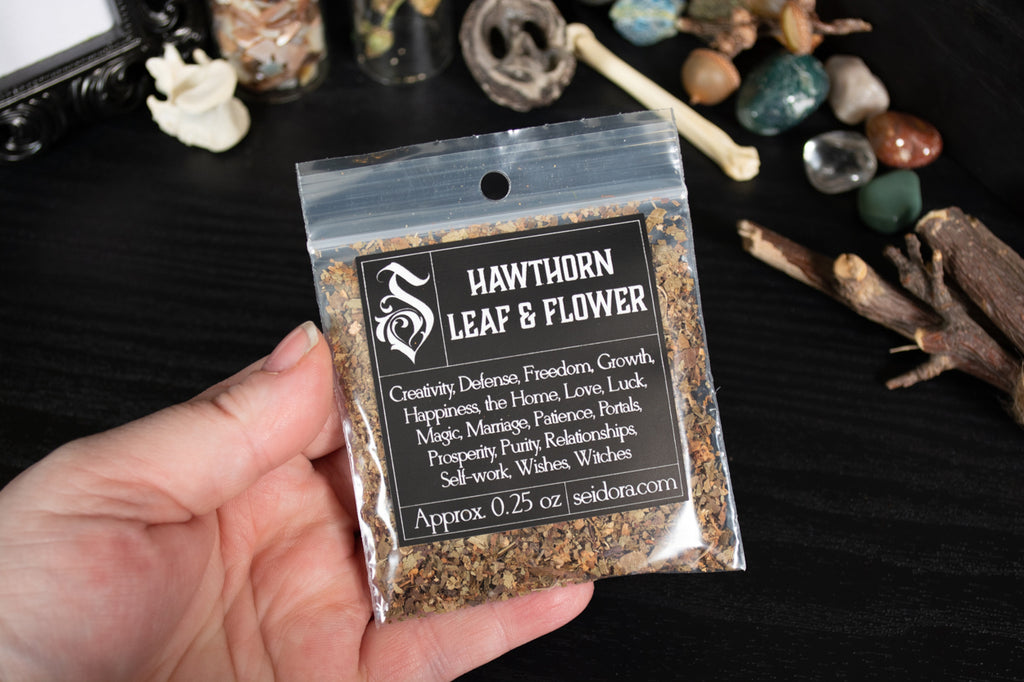 HAWTHORN
LEAF & FLOWER
Creativity, Defense, Freedom, Growth,
Happiness, the Home, Love, Luck,
Magic, Marriage, Patience, Portals,
Prosperity, Purity, Relationships,
Self-work, Wishes, Witches
Approx. 0.25 oz
seidora.com